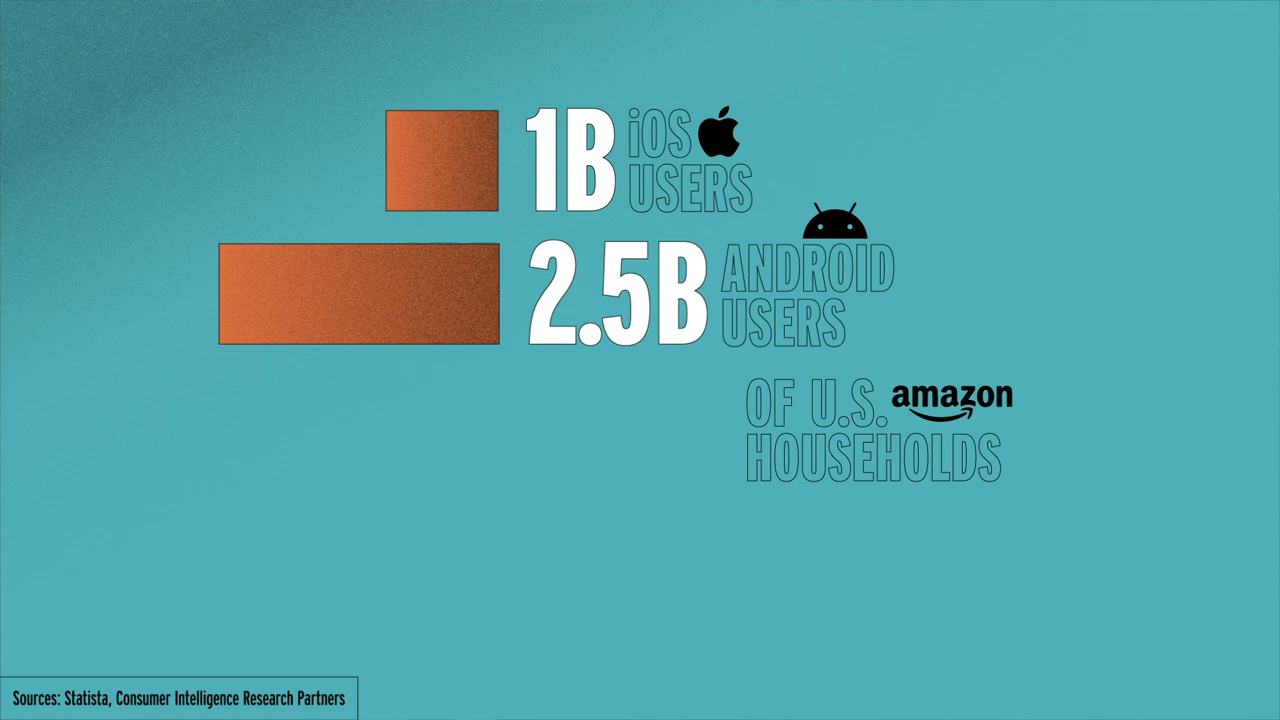 1B iOS
USERS
2.5B ANDROID
USERS
OF U.S. amazon
HOUSEHOLDS
Sources: Statista, Consumer Intelligence Research Partners